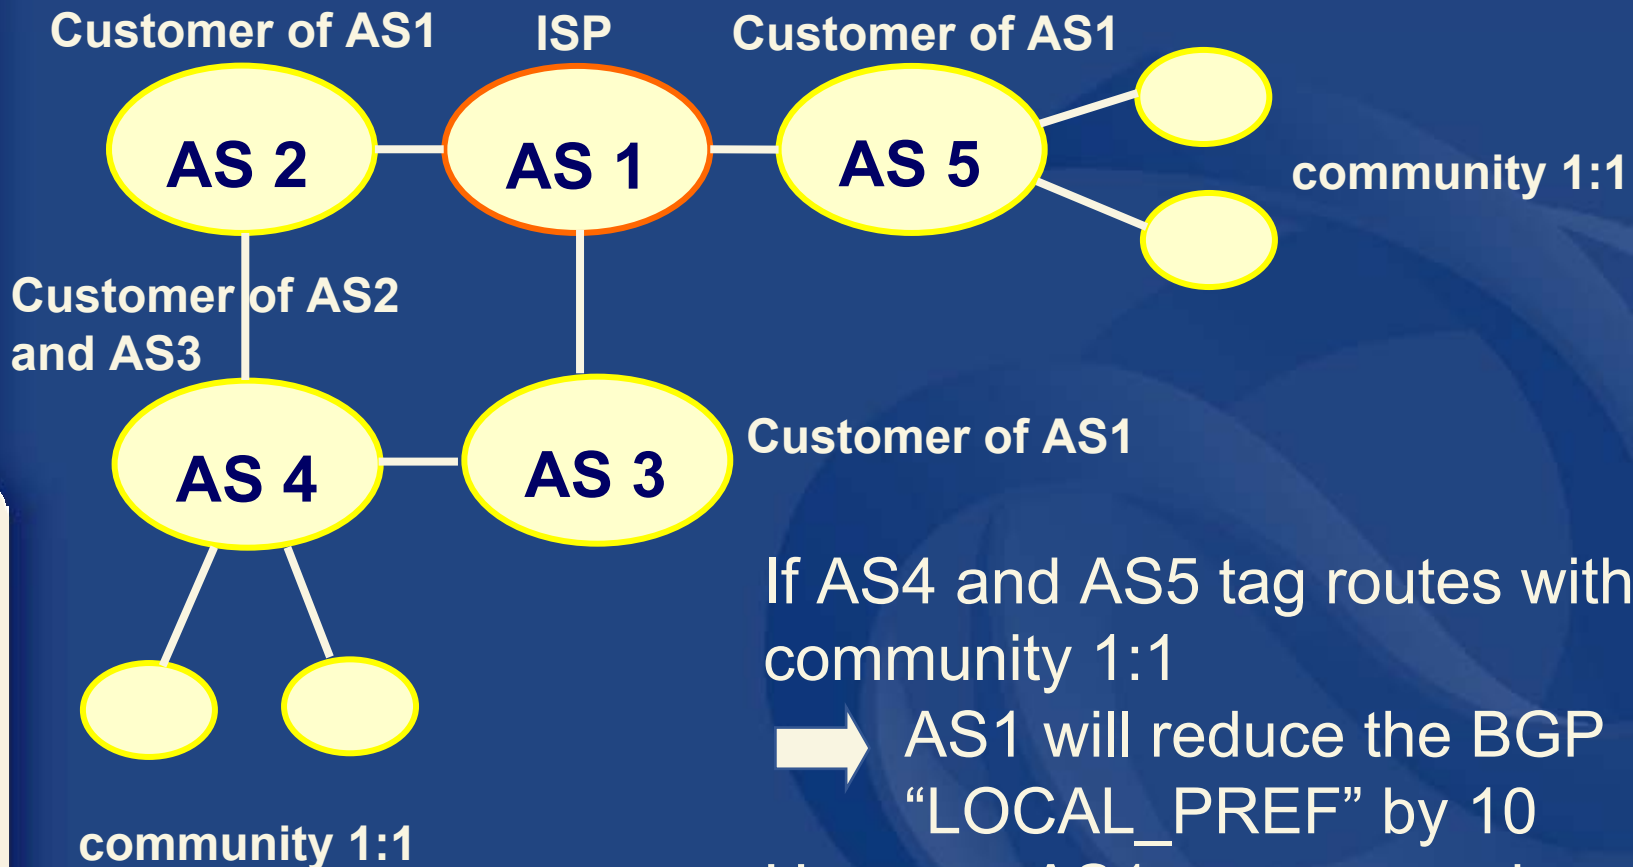 Customer of AS1
ISP
Customer of AS1
AS 2
AS 1
AS 5
community 1:1
Customer of AS2
and AS3
AS 4
AS 3
Customer of AS1
If AS4 and AS5 tag routes with
community 1:1
AS1 will reduce the BGP
“LOCAL_PREF” by 10
community 1:1